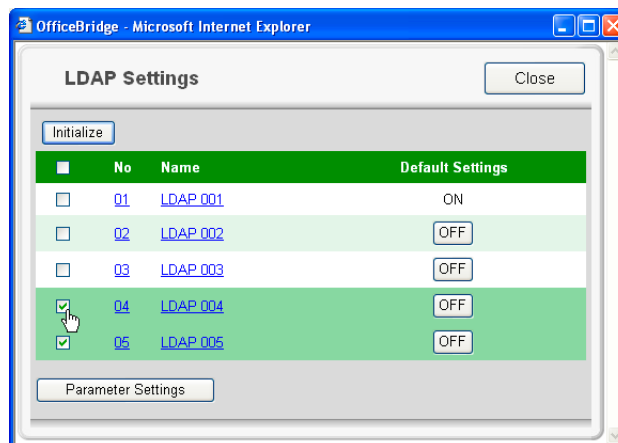 OfficeBridge - Microsoft Internet Explorer
LDAP Settings Close
Initialize
No Name Default Settings
01 LDAP 001 ON
02 LDAP 002 OFF
03 LDAP 003 OFF
04 LDAP 004 OFF
05 LDAP 005 OFF
Parameter Settings